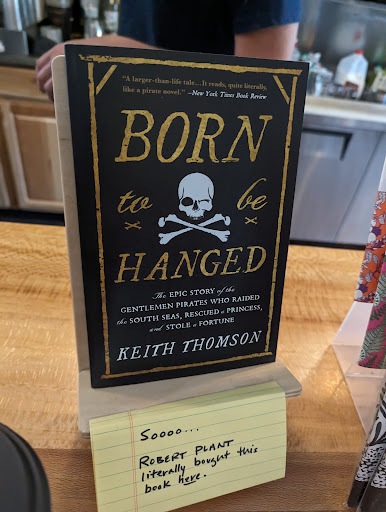 "A larger-than-life tale...It reads, quite literally,
like a pirate novel." –New York Times Book Review
BORN
to be
HANGED
The EPIC STORY of the
GENTLEMEN PIRATES WHO RAIDED
the SOUTH SEAS, RESCUED a PRINCESS,
and STOLE a FORTUNE
KEITH THOMSON
Soooo...
ROBERT PLANT
literally bought this
book here.